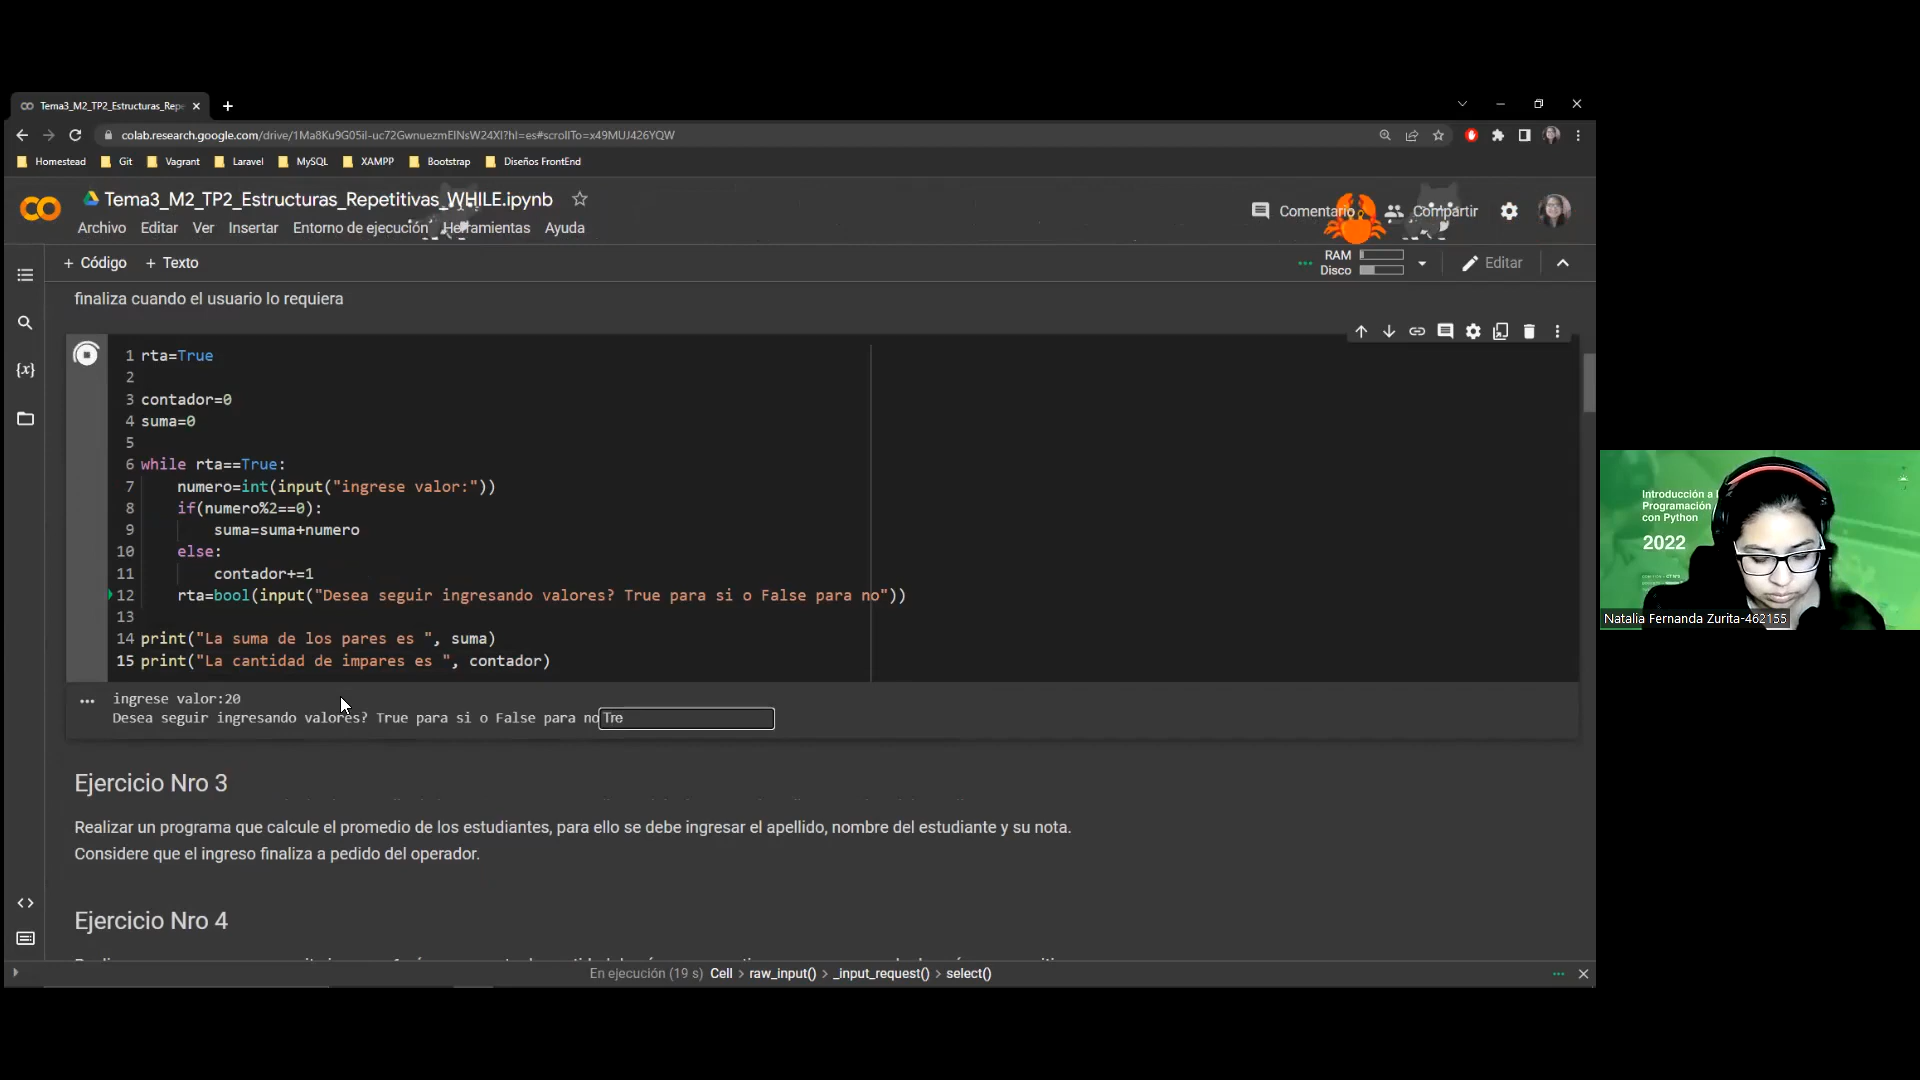 Tema3_M2_TP2_Estructuras_Repe
colab.research.google.com/drive/1Ma8Ku9G05iI-uc72GwnuezmEINsW24XI?hl=es#scrollTo=x49MUJ426YQW
Homestead Git Vagrant Laravel MySQL XAMPP Bootstrap Diseños FrontEnd
Tema3_M2_TP2_Estructuras_Repetitivas_WHILE.ipynb
Comentario Compartir
Archivo Editar Ver Insertar Entorno de ejecución Herramientas Ayuda
+ Código + Texto
RAM
Disco
Editar
finaliza cuando el usuario lo requiera
1 rta=True
2
3 contador=0
4 suma=0
5
6 while rta==True:
7 numero=int(input("ingrese valor:"))
8 if(numero%2==0):
9 suma=suma+numero
10 else:
11 contador+=1
12 rta=bool(input("Desea seguir ingresando valores? True para si o False para no"))
13
14 print("La suma de los pares es ", suma)
15 print("La cantidad de impares es ", contador)
ingrese valor:20
Desea seguir ingresando valores? True para si o False para no Tre
Ejercicio Nro 3
Realizar un programa que calcule el promedio de los estudiantes, para ello se debe ingresar el apellido, nombre del estudiante y su nota.
Considere que el ingreso finaliza a pedido del operador.
Ejercicio Nro 4
En ejecución (19 s) Cell > raw_input() > _input_request() > select()
Introducción a
Programación
con Python
2022
Natalia Fernanda Zurita-462155